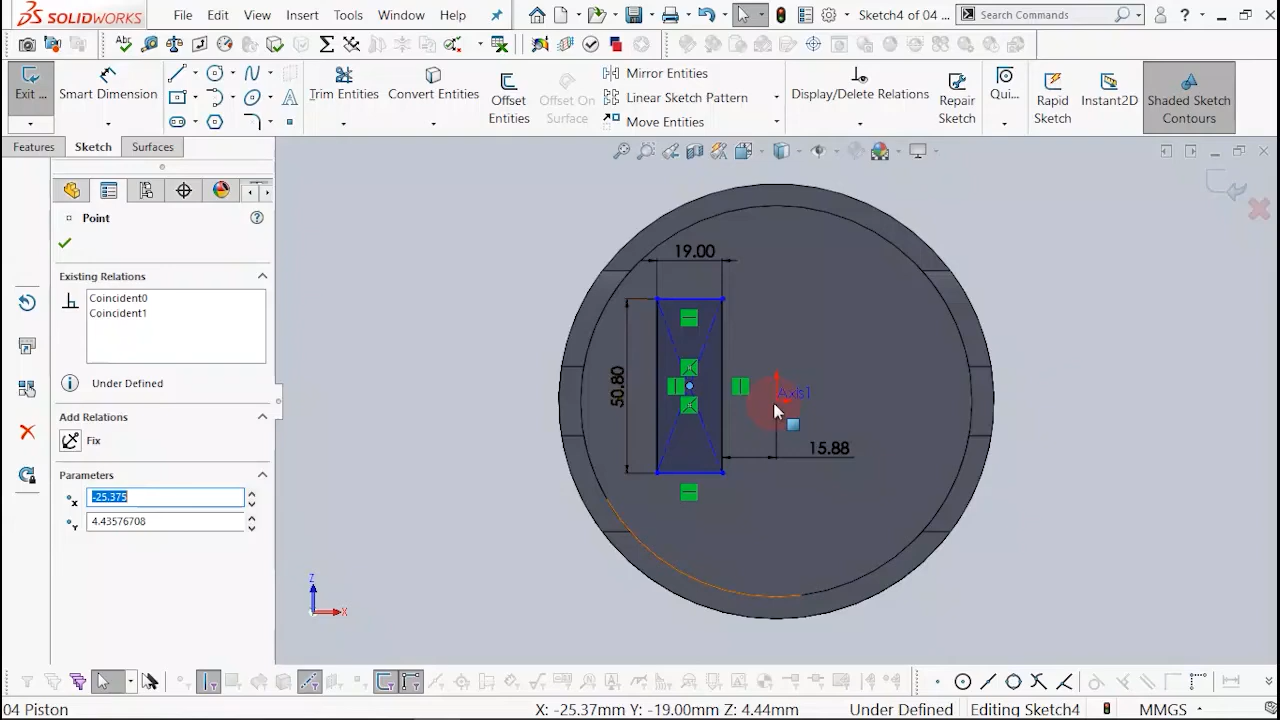 SOLIDWORKS File Edit View Insert Tools Window Help Sketch4 of 04 ... Search Commands ?
Exit ... Smart Dimension Trim Entities Convert Entities Offset Entities Offset On Surface Mirror Entities Display/Delete Relations Repair Sketch Qui... Rapid Sketch Instant2D Shaded Sketch Contours
Linear Sketch Pattern
Move Entities
Features Sketch Surfaces
Point
Existing Relations
Coincident0
Coincident1
Under Defined
Add Relations
Fix
Parameters
-25.375
4.43576708
19.00
50.80
Axis1
15.88
Z
X
04 Piston X: -25.37mm Y: -19.00mm Z: 4.44mm Under Defined Editing Sketch4 MMGS